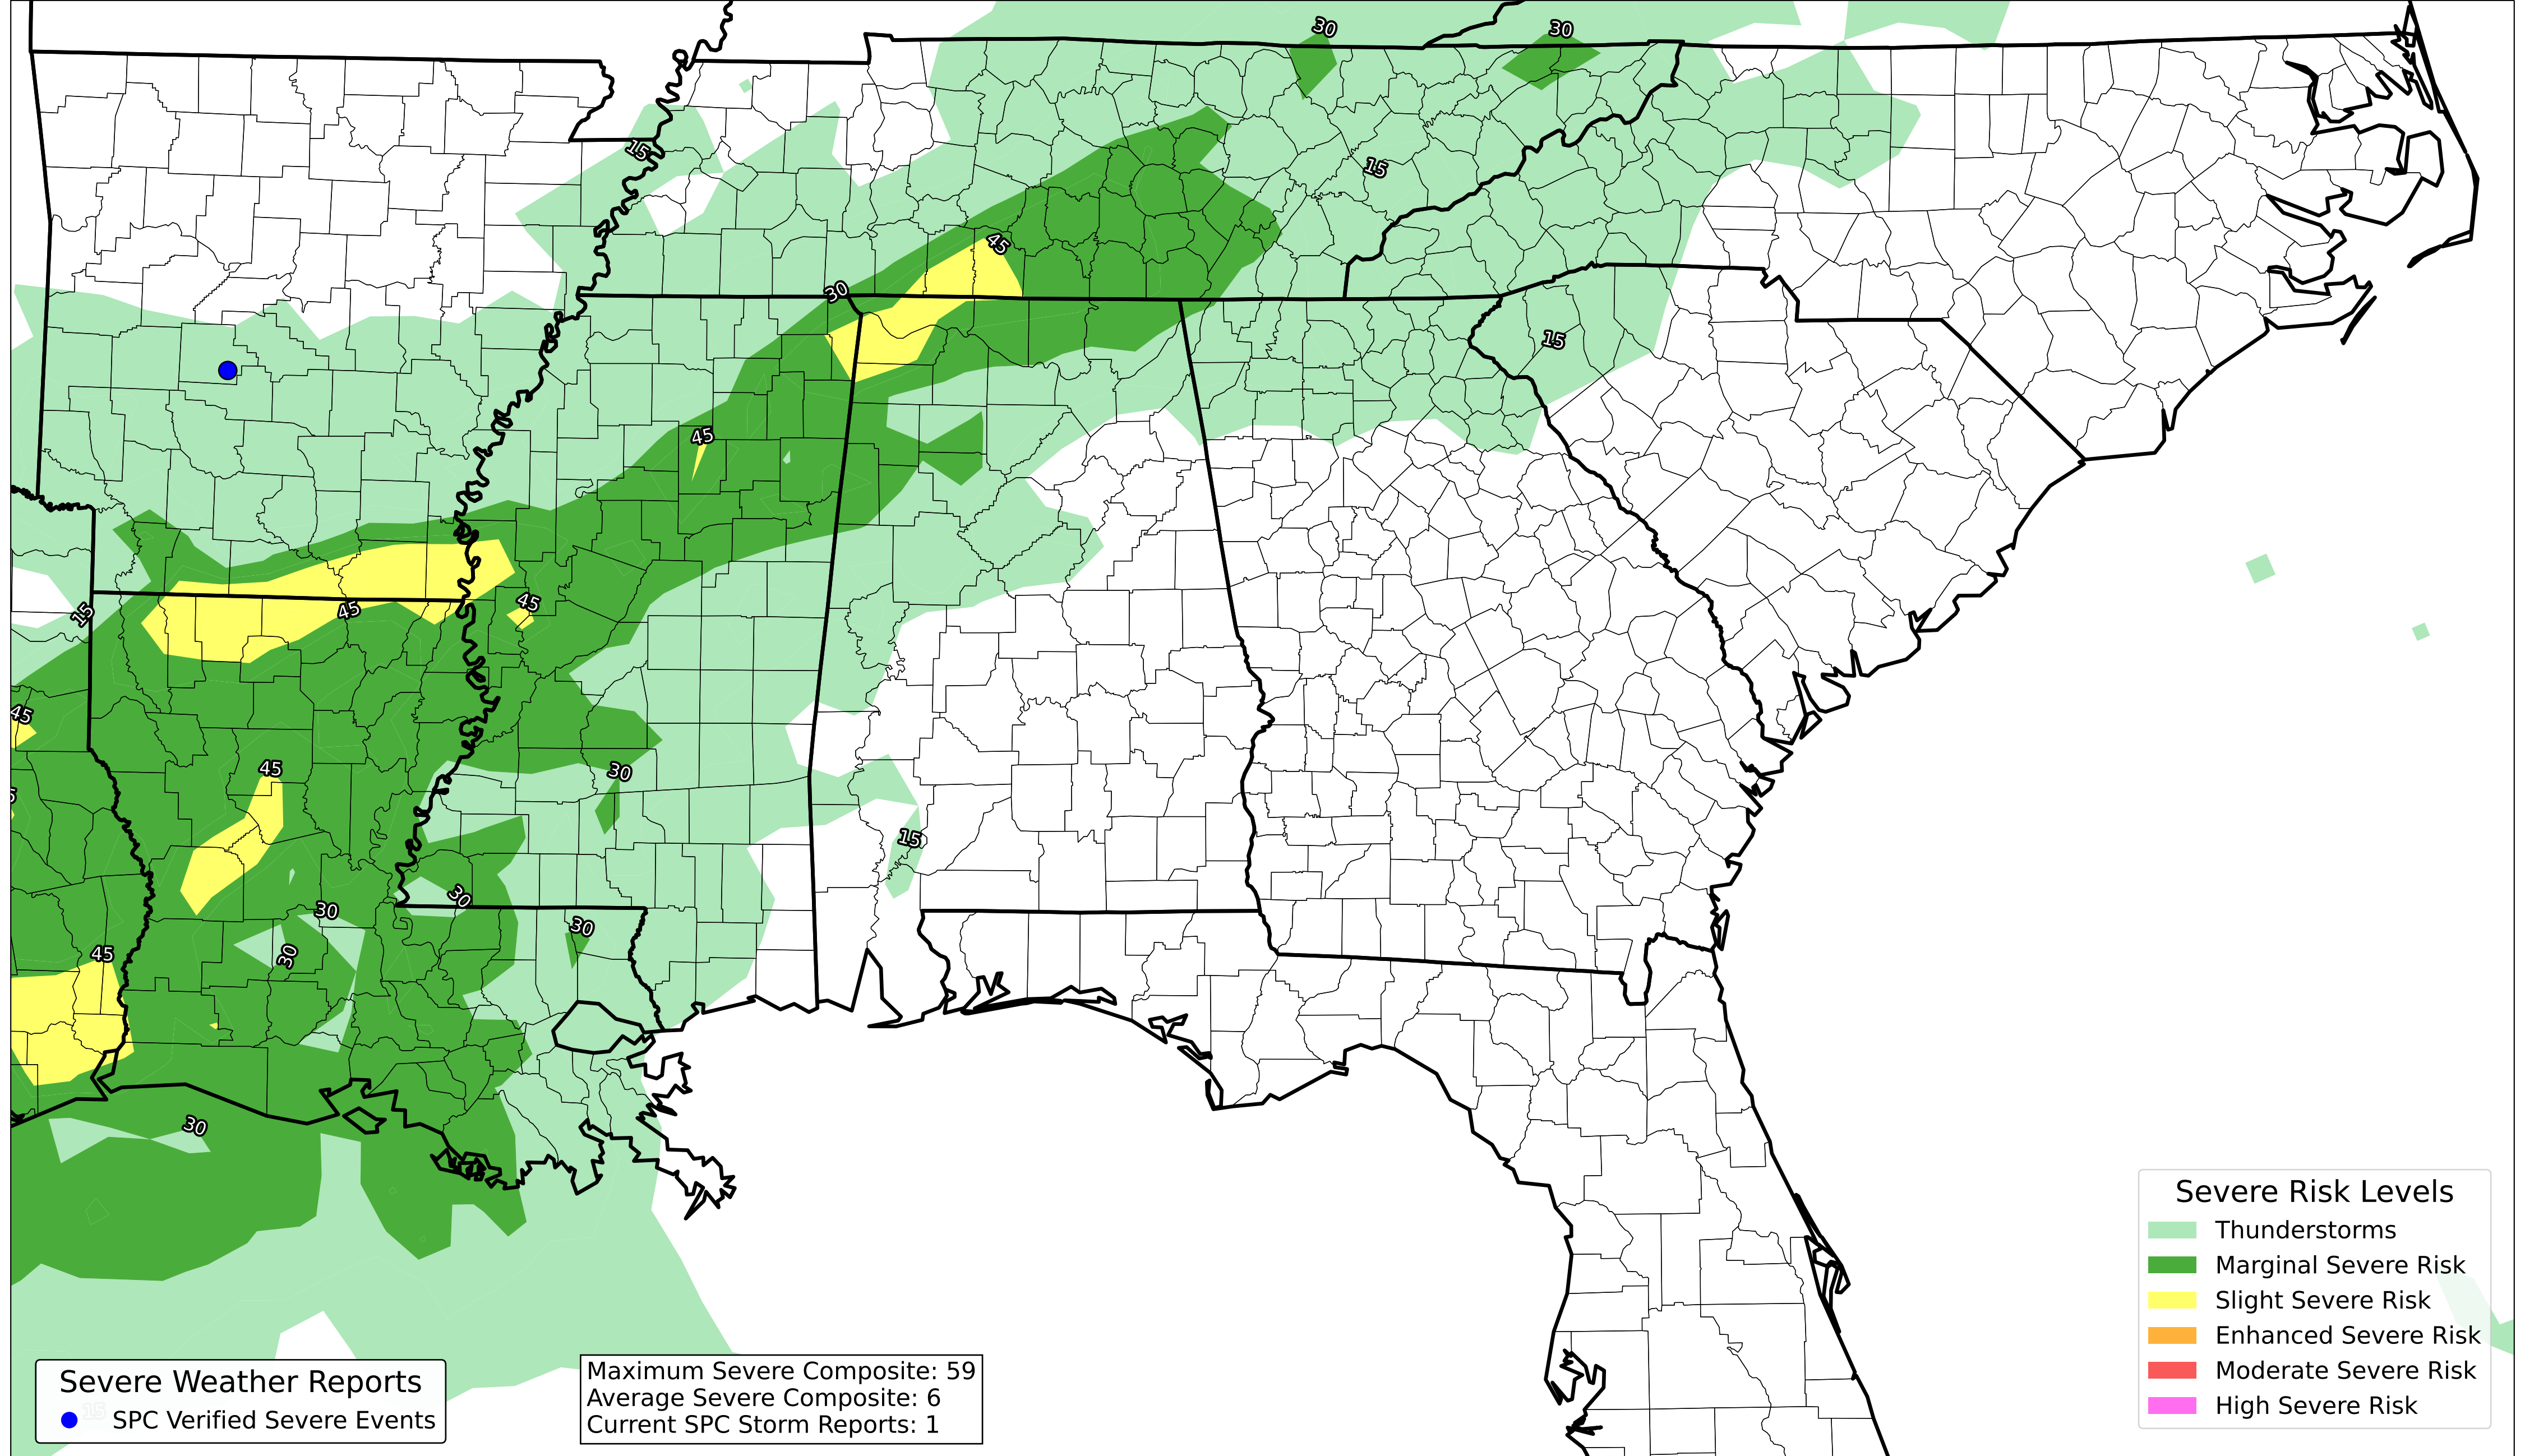 30
30
15
15
45
30
15
45
45
45
15
45
30
45
5
15
30
30
30
30
45
30
Severe Risk Levels
Thunderstorms
Marginal Severe Risk
Slight Severe Risk
Enhanced Severe Risk
Moderate Severe Risk
High Severe Risk
Severe Weather Reports
SPC Verified Severe Events
15
Maximum Severe Composite: 59
Average Severe Composite: 6
Current SPC Storm Reports: 1